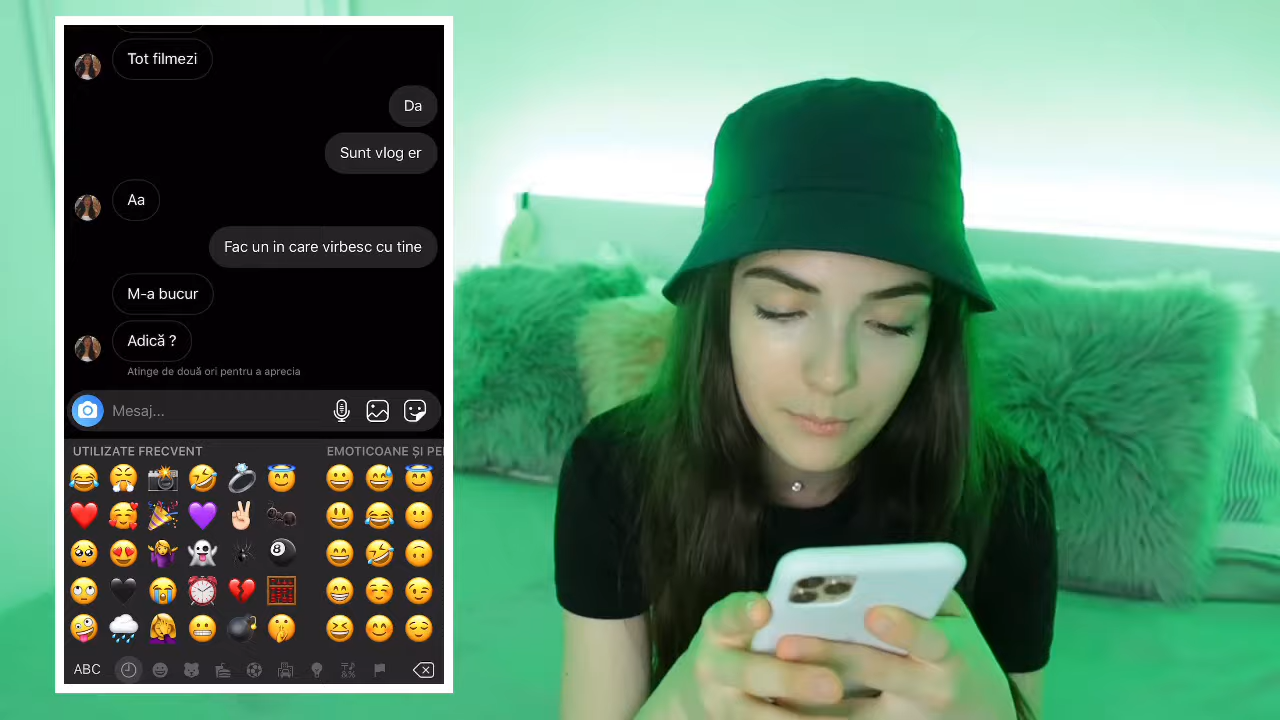 Tot filmezi
Da
Sunt vlog er
Aa
Fac un in care virbesc cu tine
M-a bucur
Adică ?
Atinge de două ori pentru a aprecia
Mesaj...
UTILIZATE FRECVENT EMOTICOANE ȘI PE
ABC